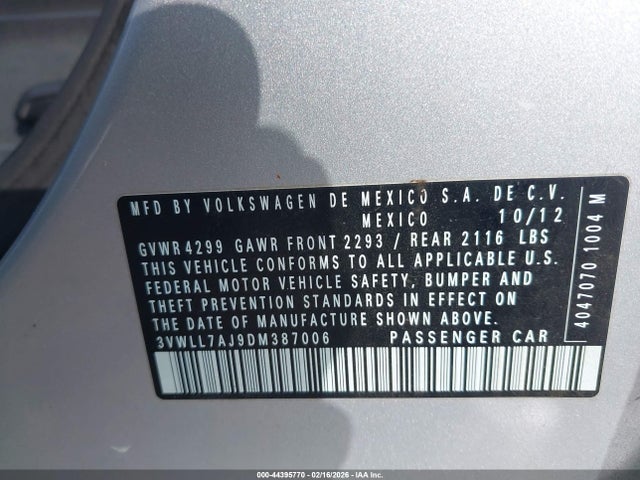 MFD BY VOLKSWAGEN DE MEXICO S.A. DE C.V.
MEXICO 10/12
GVWR 4299 GAWR FRONT 2293 / REAR 2116 LBS
THIS VEHICLE CONFORMS TO ALL APPLICABLE U.S.
FEDERAL MOTOR VEHICLE SAFETY, BUMPER AND
THEFT PREVENTION STANDARDS IN EFFECT ON
THE DATE OF MANUFACTURE SHOWN ABOVE.
3VWLL7AJ9DM387006 PASSENGER CAR
4047070 1004 M
000-44395770 - 02/16/2026 - IAA Inc.